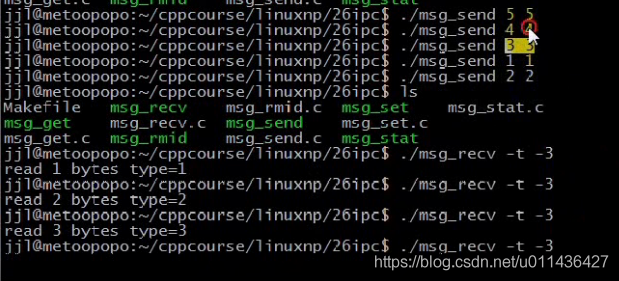 msg_get.c msg_recv msg_rmid.c msg_stat
jjl@metoopopo:~/cppcourse/linuxnp/26ipc$ ./msg_send 5 5
jjl@metoopopo:~/cppcourse/linuxnp/26ipc$ ./msg_send 4 4
jjl@metoopopo:~/cppcourse/linuxnp/26ipc$ ./msg_send 3 3
jjl@metoopopo:~/cppcourse/linuxnp/26ipc$ ./msg_send 1 1
jjl@metoopopo:~/cppcourse/linuxnp/26ipc$ ./msg_send 2 2
jjl@metoopopo:~/cppcourse/linuxnp/26ipc$ ls
Makefile msg_recv msg_rmid.c msg_set msg_stat.c
msg_get msg_recv.c msg_send msg_set.c
msg_get.c msg_rmid msg_send.c msg_stat
jjl@metoopopo:~/cppcourse/linuxnp/26ipc$ ./msg_recv -t -3
read 1 bytes type=1
jjl@metoopopo:~/cppcourse/linuxnp/26ipc$ ./msg_recv -t -3
read 2 bytes type=2
jjl@metoopopo:~/cppcourse/linuxnp/26ipc$ ./msg_recv -t -3
read 3 bytes type=3
jjl@metoopopo:~/cppcourse/linuxnp/26ipc$ ./msg_recv -t -3
https://blog.csdn.net/u011436427